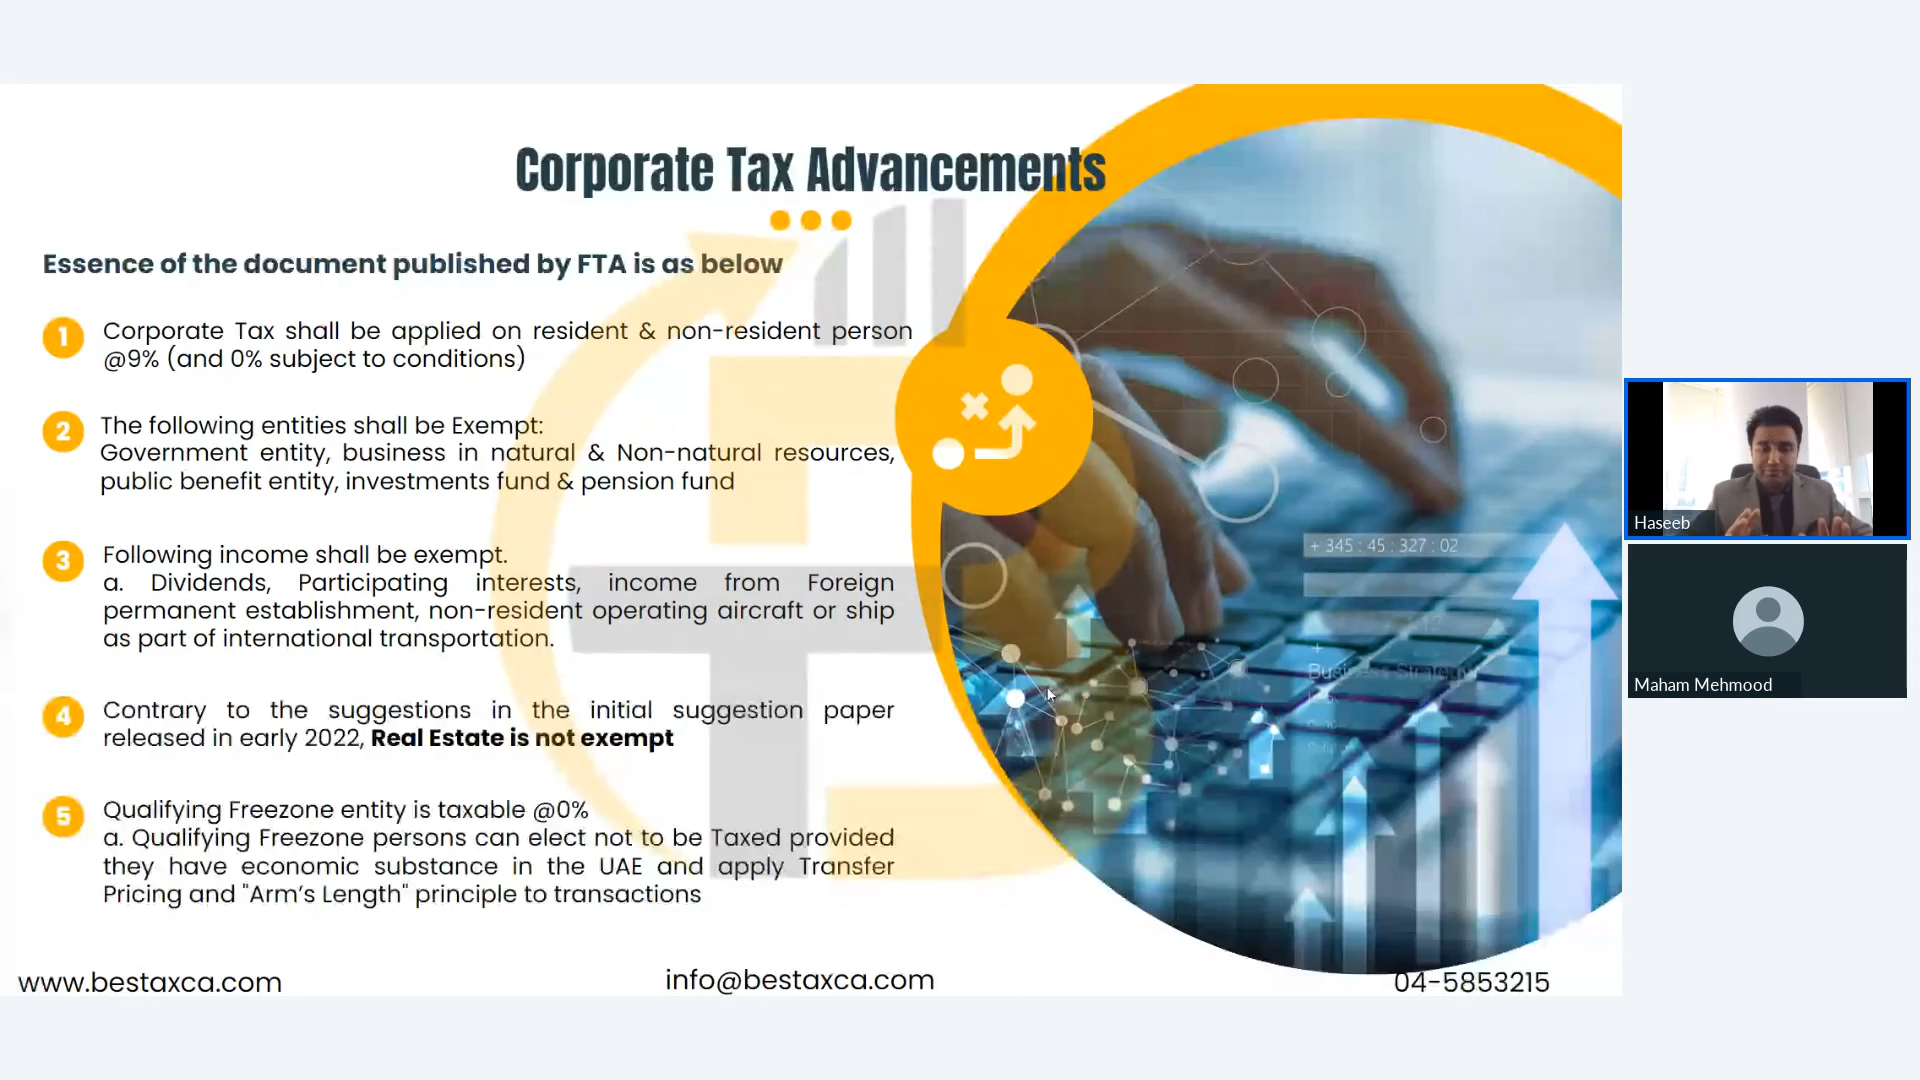 Corporate Tax Advancements
Essence of the document published by FTA is as below
1
Corporate Tax shall be applied on resident & non-resident person
@9% (and 0% subject to conditions)
2
The following entities shall be Exempt:
Government entity, business in natural & Non-natural resources,
public benefit entity, investments fund & pension fund
3
Following income shall be exempt.
a. Dividends, Participating interests, income from Foreign
permanent establishment, non-resident operating aircraft or ship
as part of international transportation.
4
Contrary to the suggestions in the initial suggestion paper
released in early 2022, Real Estate is not exempt
5
Qualifying Freezone entity is taxable @0%
a. Qualifying Freezone persons can elect not to be Taxed provided
they have economic substance in the UAE and apply Transfer
Pricing and "Arm's Length" principle to transactions
www.bestaxca.com
info@bestaxca.com
04-5853215
+ 345 : 45 : 327 : 02
Business Strategy
Haseeb
Maham Mehmood